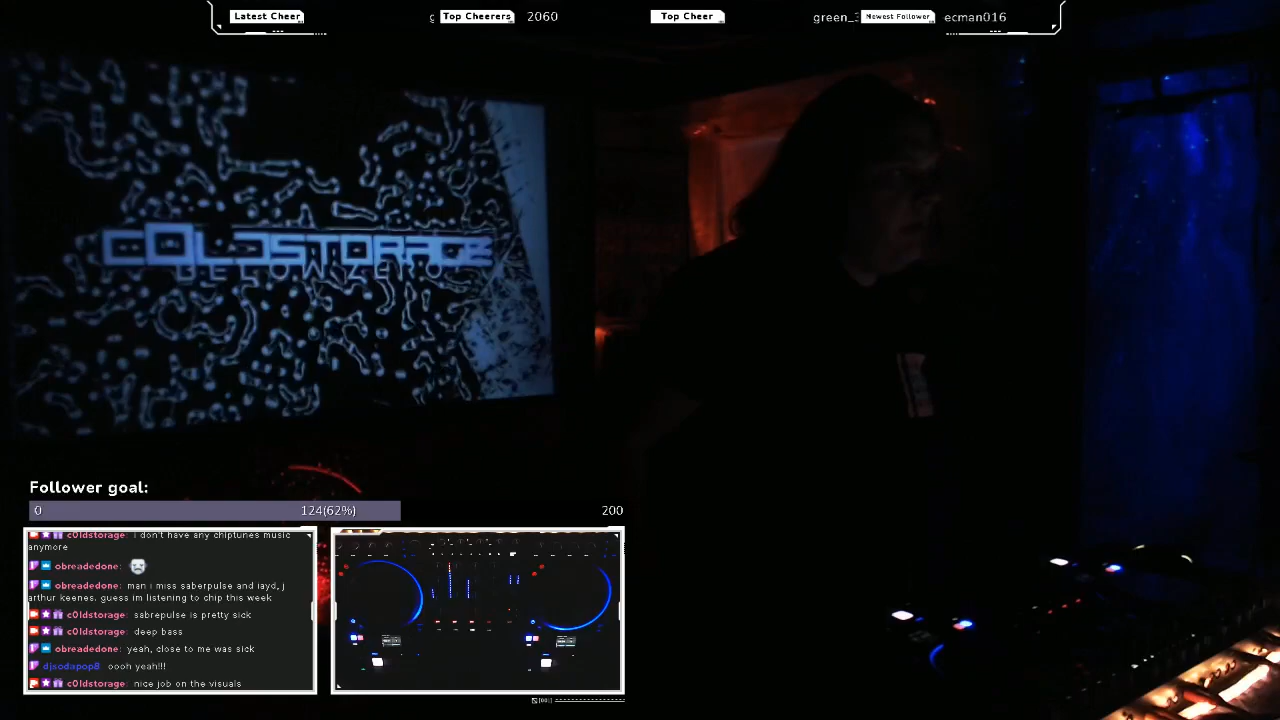 Latest Cheer
g
Top Cheerers
2060
Top Cheer
green_
Newest Follower
ecman016
COLDSTORAGE
BELOW ZERO
Follower goal:
0
124(62%)
200
c0ldstorage: i don't have any chiptunes music
anymore
obreadedone:
obreadedone: man i miss saberpulse and iayd, j
arthur keenes. guess im listening to chip this week
c0ldstorage: sabrepulse is pretty sick
c0ldstorage: deep bass
obreadedone: yeah, close to me was sick
djsodapop8: oooh yeah!!!
c0ldstorage: nice job on the visuals